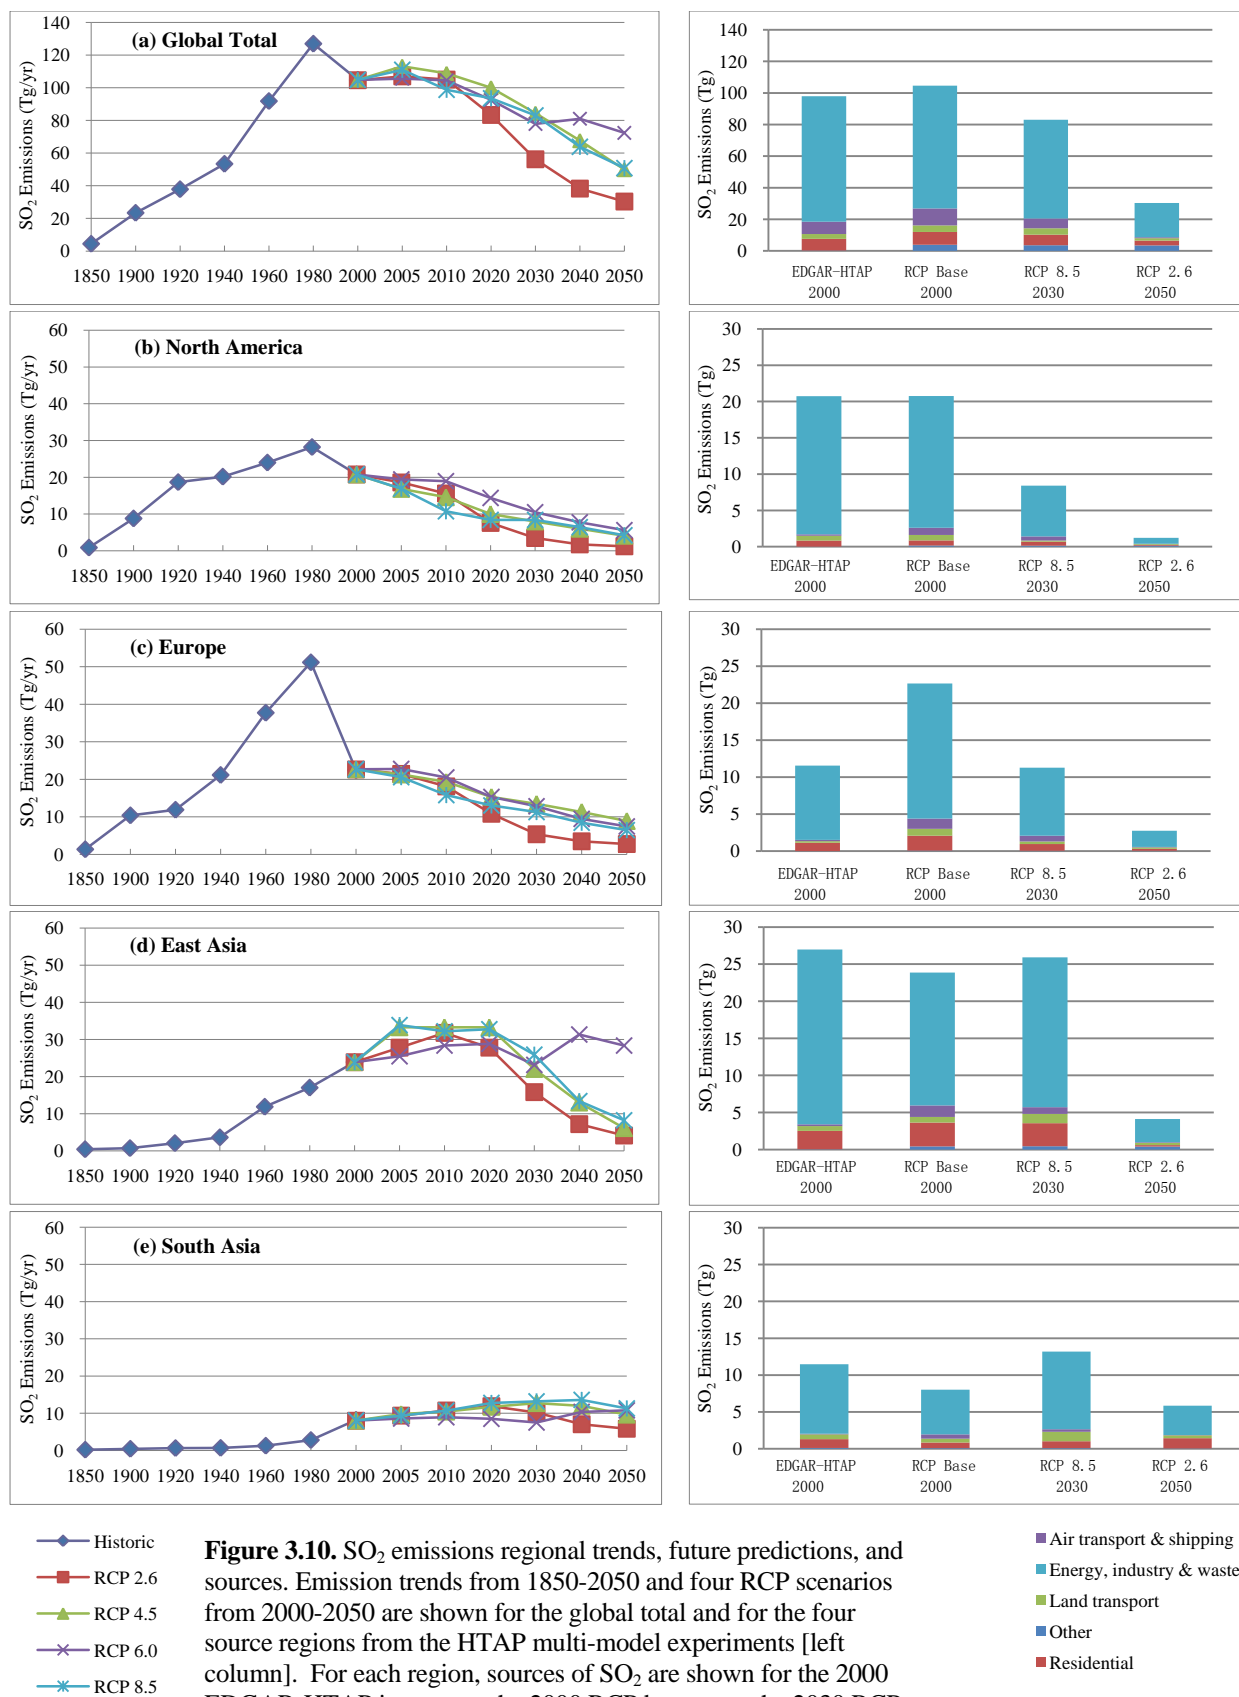 (a) Global Total
SO₂ Emissions (Tg/yr)
140
120
100
80
60
40
20
0
1850 1900 1920 1940 1960 1980 2000 2005 2010 2020 2030 2040 2050
SO₂ Emissions (Tg)
140
120
100
80
60
40
20
0
EDGAR-HTAP 2000
RCP Base 2000
RCP 8.5 2030
RCP 2.6 2050
(b) North America
SO₂ Emissions (Tg/yr)
60
50
40
30
20
10
0
1850 1900 1920 1940 1960 1980 2000 2005 2010 2020 2030 2040 2050
SO₂ Emissions (Tg)
30
25
20
15
10
5
0
EDGAR-HTAP 2000
RCP Base 2000
RCP 8.5 2030
RCP 2.6 2050
(c) Europe
SO₂ Emissions (Tg/yr)
60
50
40
30
20
10
0
1850 1900 1920 1940 1960 1980 2000 2005 2010 2020 2030 2040 2050
SO₂ Emissions (Tg)
30
25
20
15
10
5
0
EDGAR-HTAP 2000
RCP Base 2000
RCP 8.5 2030
RCP 2.6 2050
(d) East Asia
SO₂ Emissions (Tg/yr)
60
50
40
30
20
10
0
1850 1900 1920 1940 1960 1980 2000 2005 2010 2020 2030 2040 2050
SO₂ Emissions (Tg)
30
25
20
15
10
5
0
EDGAR-HTAP 2000
RCP Base 2000
RCP 8.5 2030
RCP 2.6 2050
(e) South Asia
SO₂ Emissions (Tg/yr)
60
50
40
30
20
10
0
1850 1900 1920 1940 1960 1980 2000 2005 2010 2020 2030 2040 2050
SO₂ Emissions (Tg)
30
25
20
15
10
5
0
EDGAR-HTAP 2000
RCP Base 2000
RCP 8.5 2030
RCP 2.6 2050
Historic
RCP 2.6
RCP 4.5
RCP 6.0
RCP 8.5
Figure 3.10. SO₂ emissions regional trends, future predictions, and
sources. Emission trends from 1850-2050 and four RCP scenarios
from 2000-2050 are shown for the global total and for the four
source regions from the HTAP multi-model experiments [left
column]. For each region, sources of SO₂ are shown for the 2000
Air transport & shipping
Energy, industry & waste
Land transport
Other
Residential